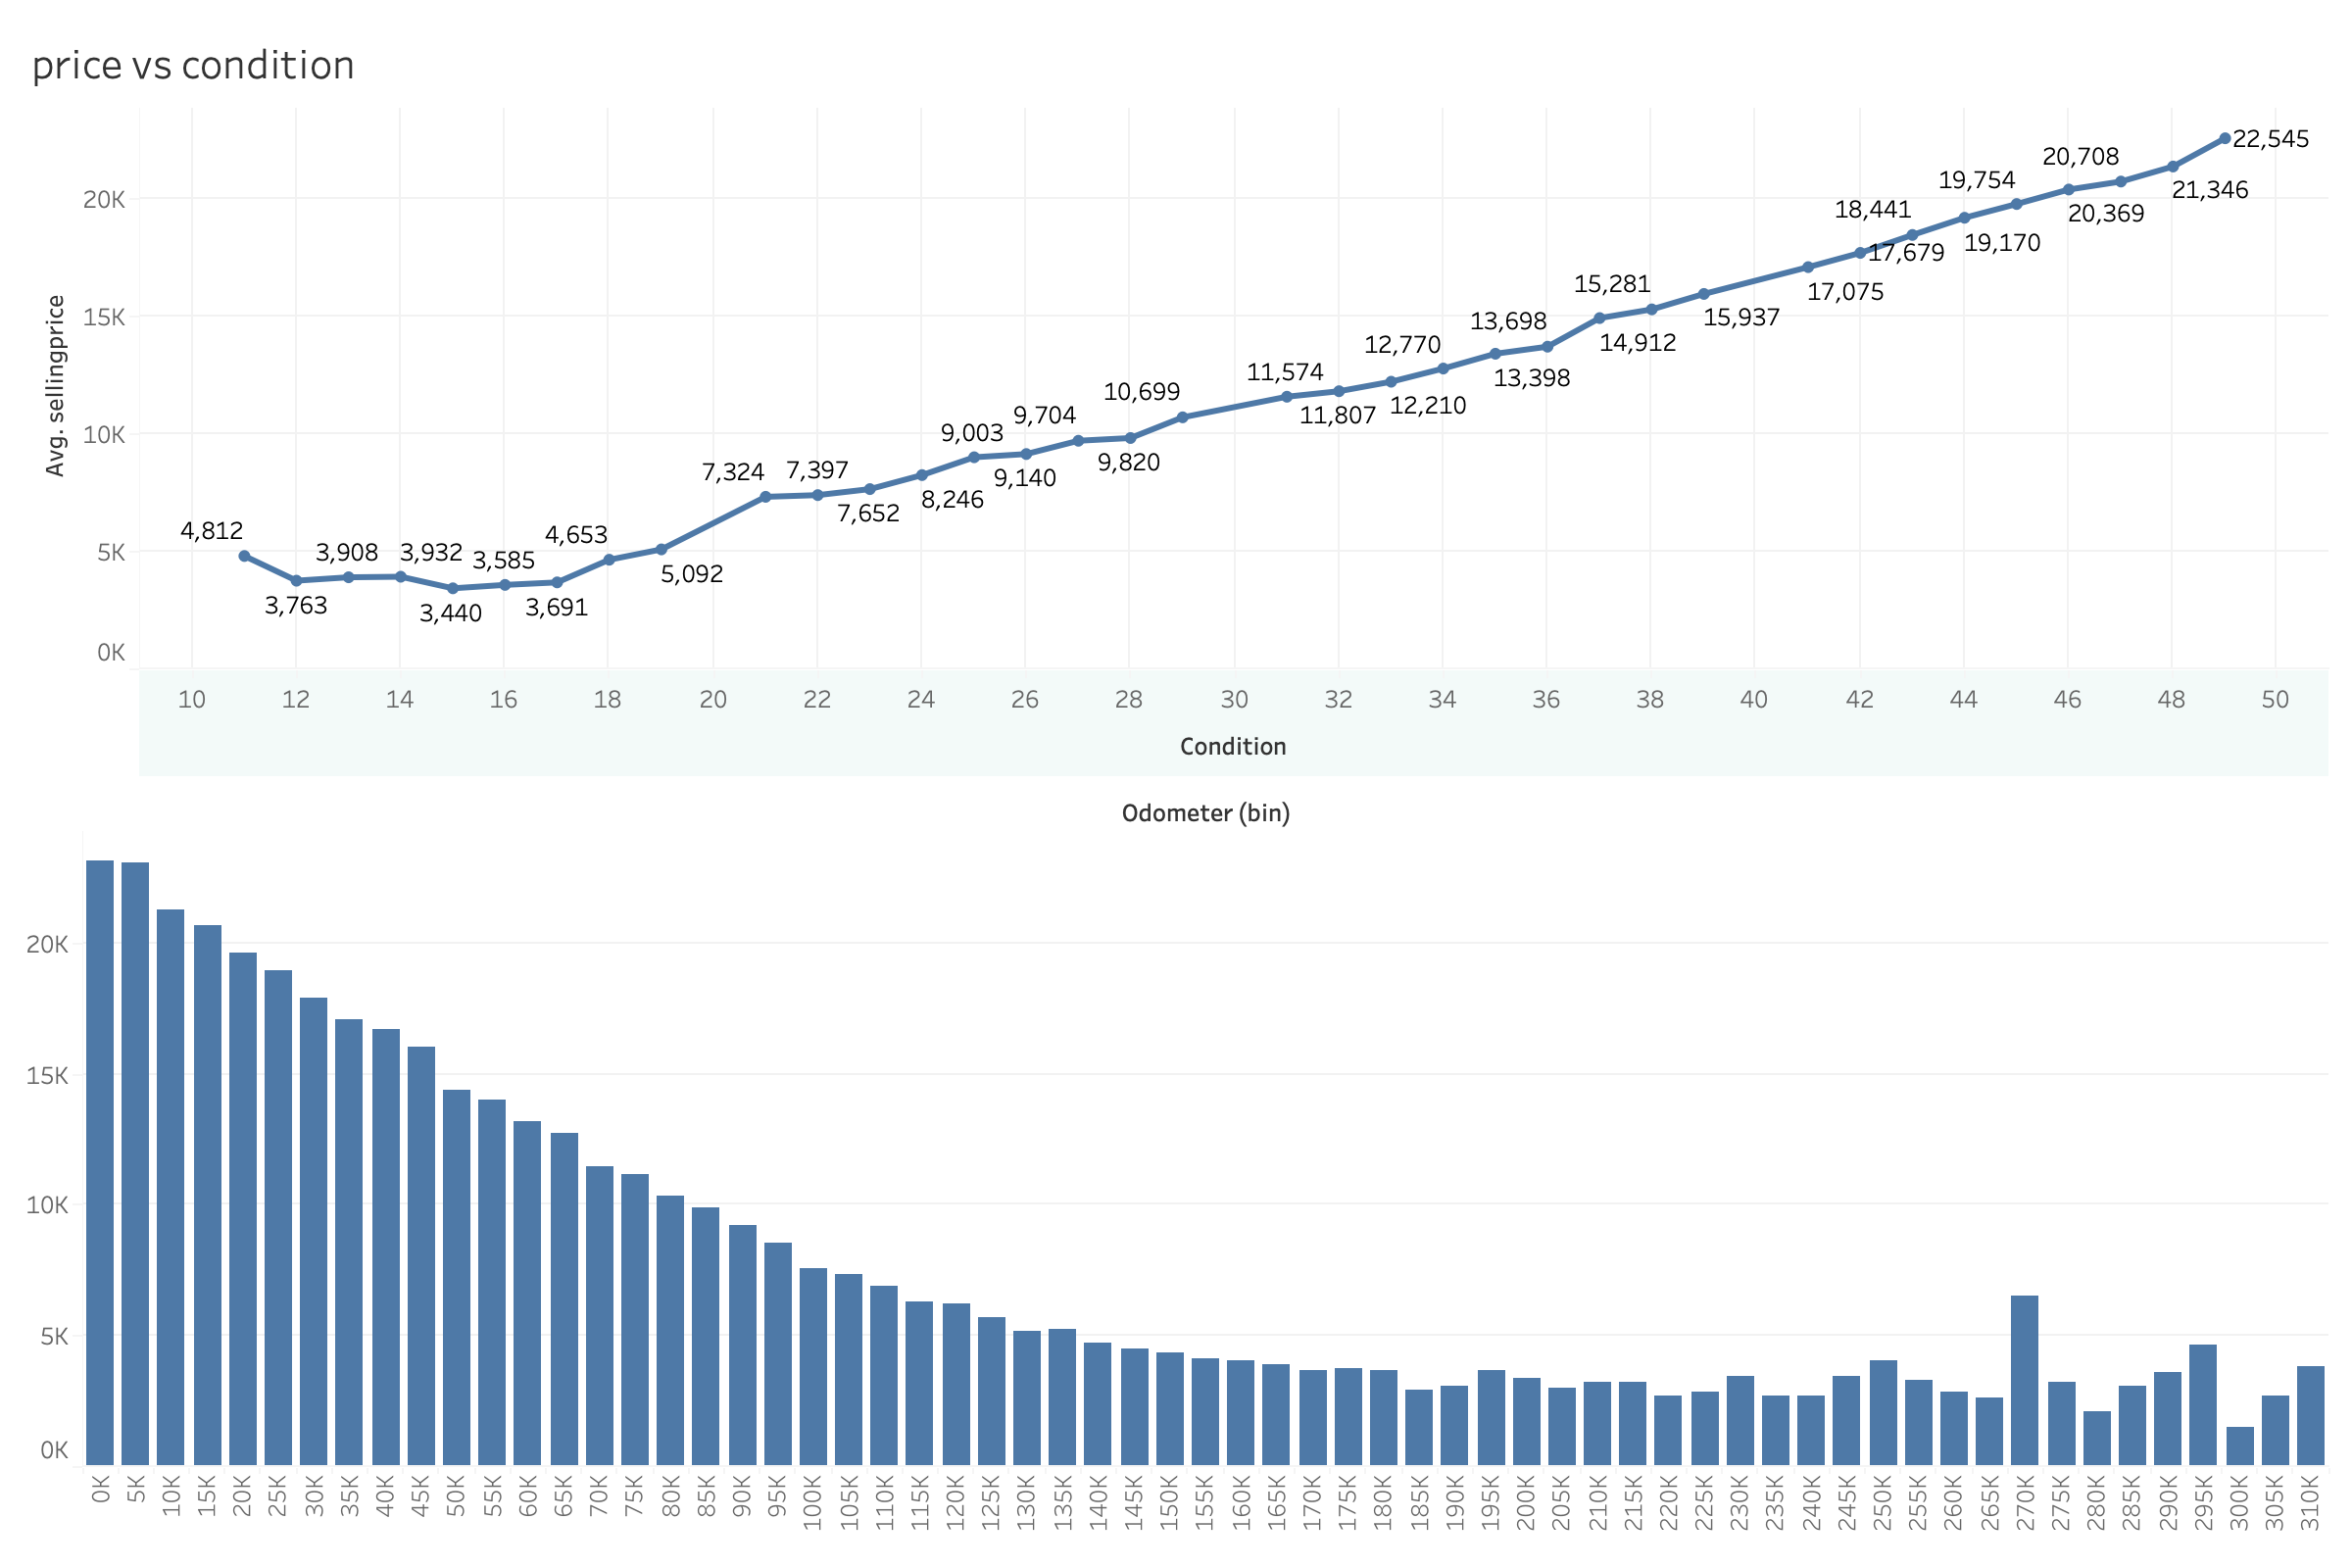 price vs condition
Avg. sellingprice
20K
15K
10K
5K
0K
4,812
3,763
3,908
3,932
3,440
3,585
3,691
4,653
5,092
7,324
7,397
7,652
8,246
9,003
9,140
9,704
9,820
10,699
11,574
11,807
12,210
12,770
13,398
13,698
14,912
15,281
15,937
17,075
17,679
18,441
19,170
19,754
20,369
20,708
21,346
22,545
10 12 14 16 18 20 22 24 26 28 30 32 34 36 38 40 42 44 46 48 50
Condition
Odometer (bin)
20K
15K
10K
5K
0K
0K 5K 10K 15K 20K 25K 30K 35K 40K 45K 50K 55K 60K 65K 70K 75K 80K 85K 90K 95K 100K 105K 110K 115K 120K 125K 130K 135K 140K 145K 150K 155K 160K 165K 170K 175K 180K 185K 190K 195K 200K 205K 210K 215K 220K 225K 230K 235K 240K 245K 250K 255K 260K 265K 270K 275K 280K 285K 290K 295K 300K 305K 310K